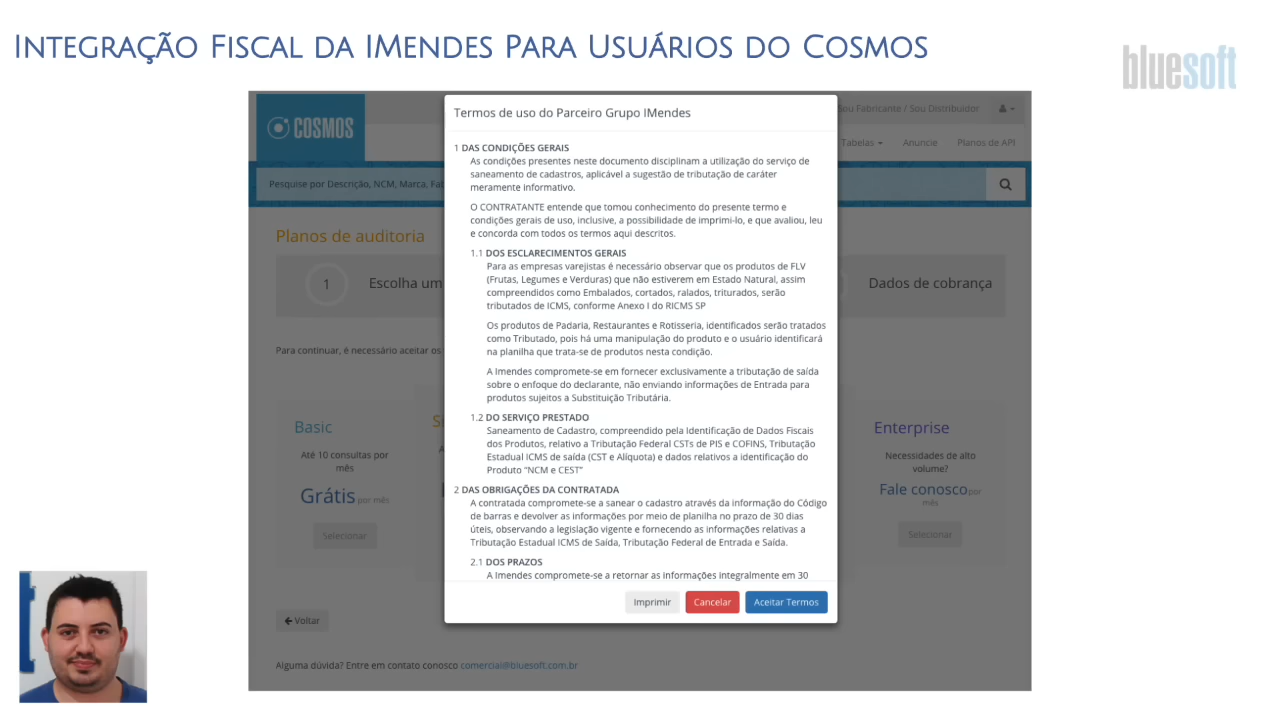 Integração Fiscal da IMendes Para Usuários do Cosmos
bluesoft
COSMOS
Sou Fabricante / Sou Distribuidor
Tabelas
Anuncie
Planos de API
Pesquise por Descrição, NCM, Marca,
Planos de auditoria
1
Escolha um
Dados de cobrança
Para continuar, é necessário aceitar os
Basic
Até 10 consultas por
mês
Grátis por mês
Selecionar
Enterprise
Necessidades de alto
volume?
Fale conosco por
mês
Selecionar
Voltar
Alguma dúvida? Entre em contato conosco comercial@bluesoft.com.br
Termos de uso do Parceiro Grupo IMendes
1 DAS CONDIÇÕES GERAIS
As condições presentes neste documento disciplinam a utilização do serviço de
saneamento de cadastros, aplicável a sugestão de tributação de caráter
meramente informativo.
O CONTRATANTE entende que tomou conhecimento do presente termo e
condições gerais de uso, inclusive, a possibilidade de imprimi-lo, e que avaliou, leu
e concorda com todos os termos aqui descritos.
1.1 DOS ESCLARECIMENTOS GERAIS
Para as empresas varejistas é necessário observar que os produtos de FLV
(Frutas, Legumes e Verduras) que não estiverem em Estado Natural, assim
compreendidos como Embalados, cortados, ralados, triturados, serão
tributados de ICMS, conforme Anexo I do RICMS SP
Os produtos de Padaria, Restaurantes e Rotisseria, identificados serão tratados
como Tributado, pois há uma manipulação do produto e o usuário identificará
na planilha que trata-se de produtos nesta condição.
A Imendes compromete-se em fornecer exclusivamente a tributação de saída
sobre o enfoque do declarante, não enviando informações de Entrada para
produtos sujeitos a Substituição Tributária.
1.2 DO SERVIÇO PRESTADO
Saneamento de Cadastro, compreendido pela Identificação de Dados Fiscais
dos Produtos, relativo a Tributação Federal CSTs de PIS e COFINS, Tributação
Estadual ICMS de saída (CST e Alíquota) e dados relativos a identificação do
Produto “NCM e CEST”
2 DAS OBRIGAÇÕES DA CONTRATADA
A contratada compromete-se a sanear o cadastro através da informação do Código
de barras e devolver as informações por meio de planilha no prazo de 30 dias
úteis, observando a legislação vigente e fornecendo as informações relativas a
Tributação Estadual ICMS de Saída, Tributação Federal de Entrada e Saída.
2.1 DOS PRAZOS
A Imendes compromete-se a retornar as informações integralmente em 30
Imprimir
Cancelar
Aceitar Termos